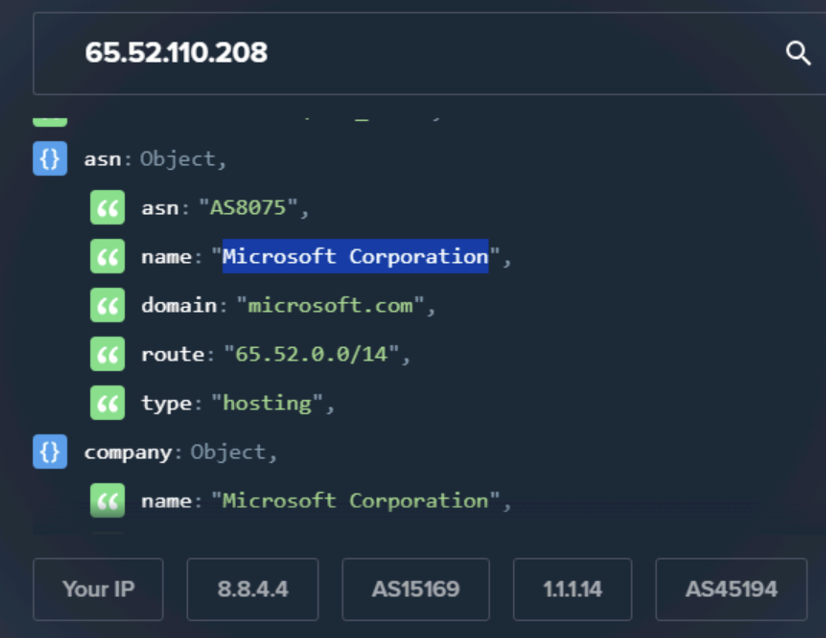 65.52.110.208
{} asn: Object,
“ asn: "AS8075",
“ name: "Microsoft Corporation",
“ domain: "microsoft.com",
“ route: "65.52.0.0/14",
“ type: "hosting",
{} company: Object,
“ name: "Microsoft Corporation",
Your IP 8.8.4.4 AS15169 1.1.1.14 AS45194